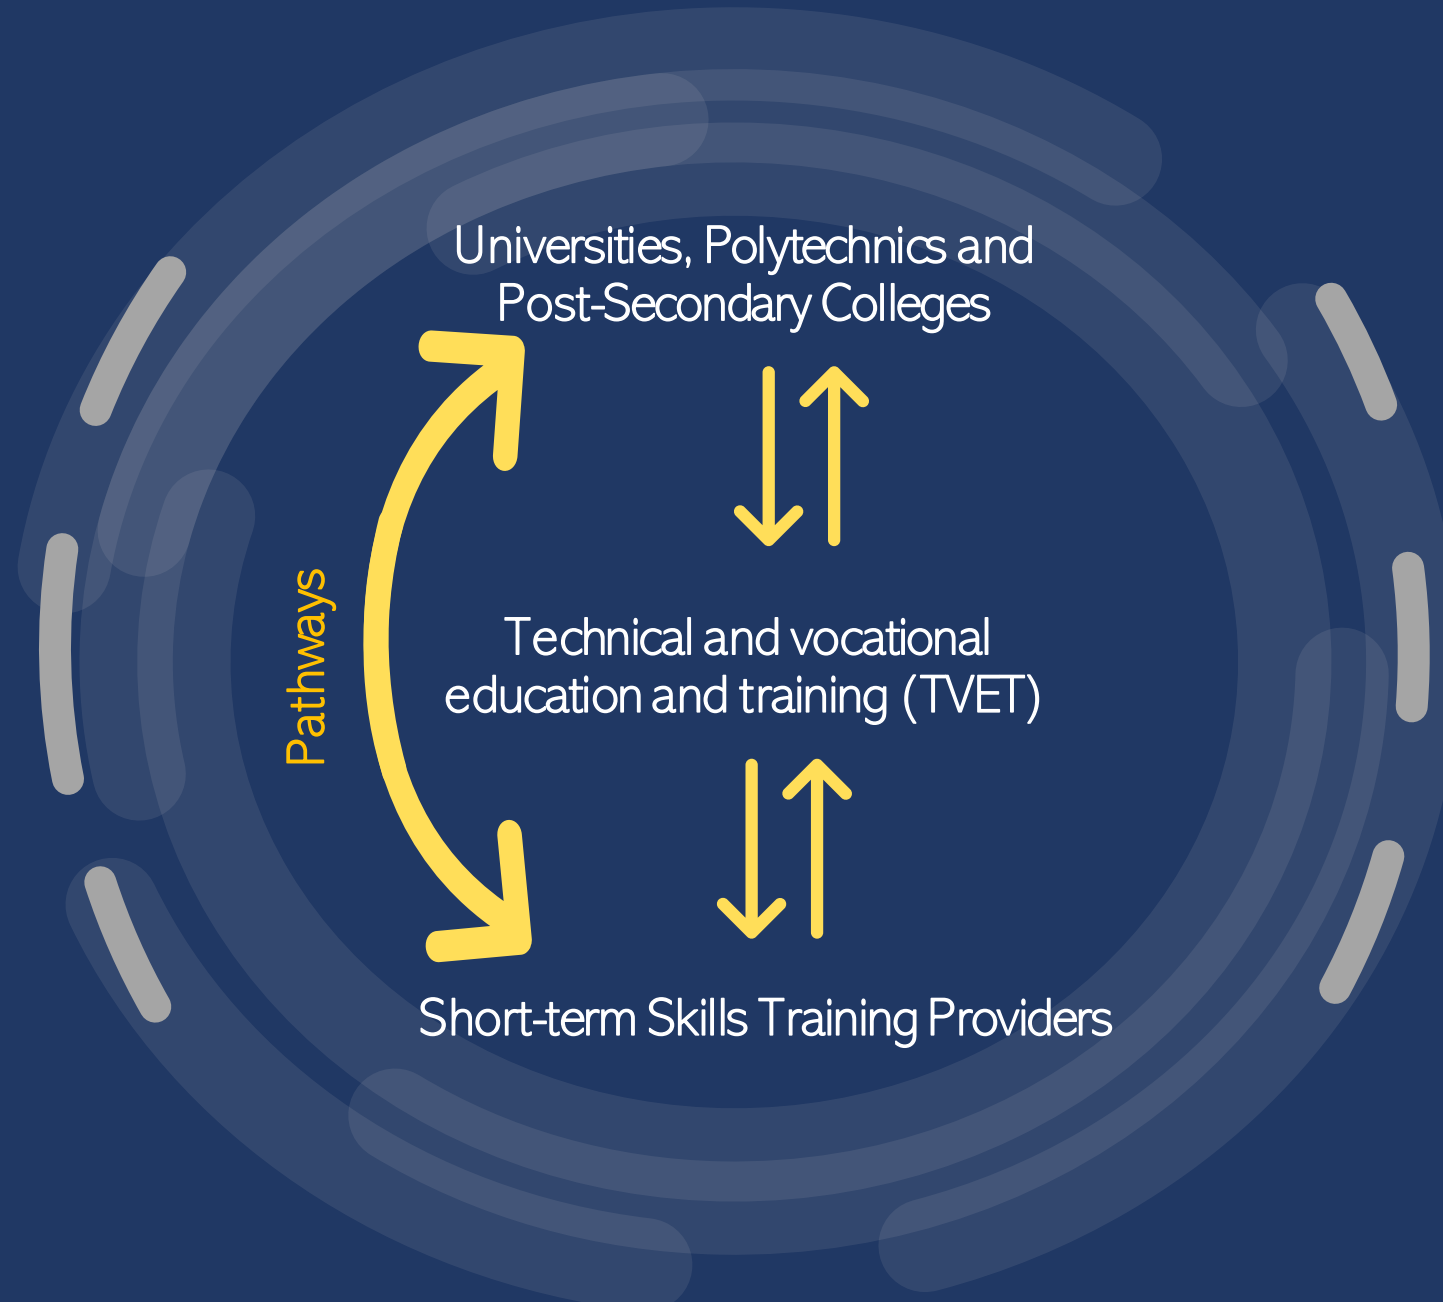 Universities, Polytechnics and
Post-Secondary Colleges
Pathways
Technical and vocational
education and training (TVET)
Short-term Skills Training Providers